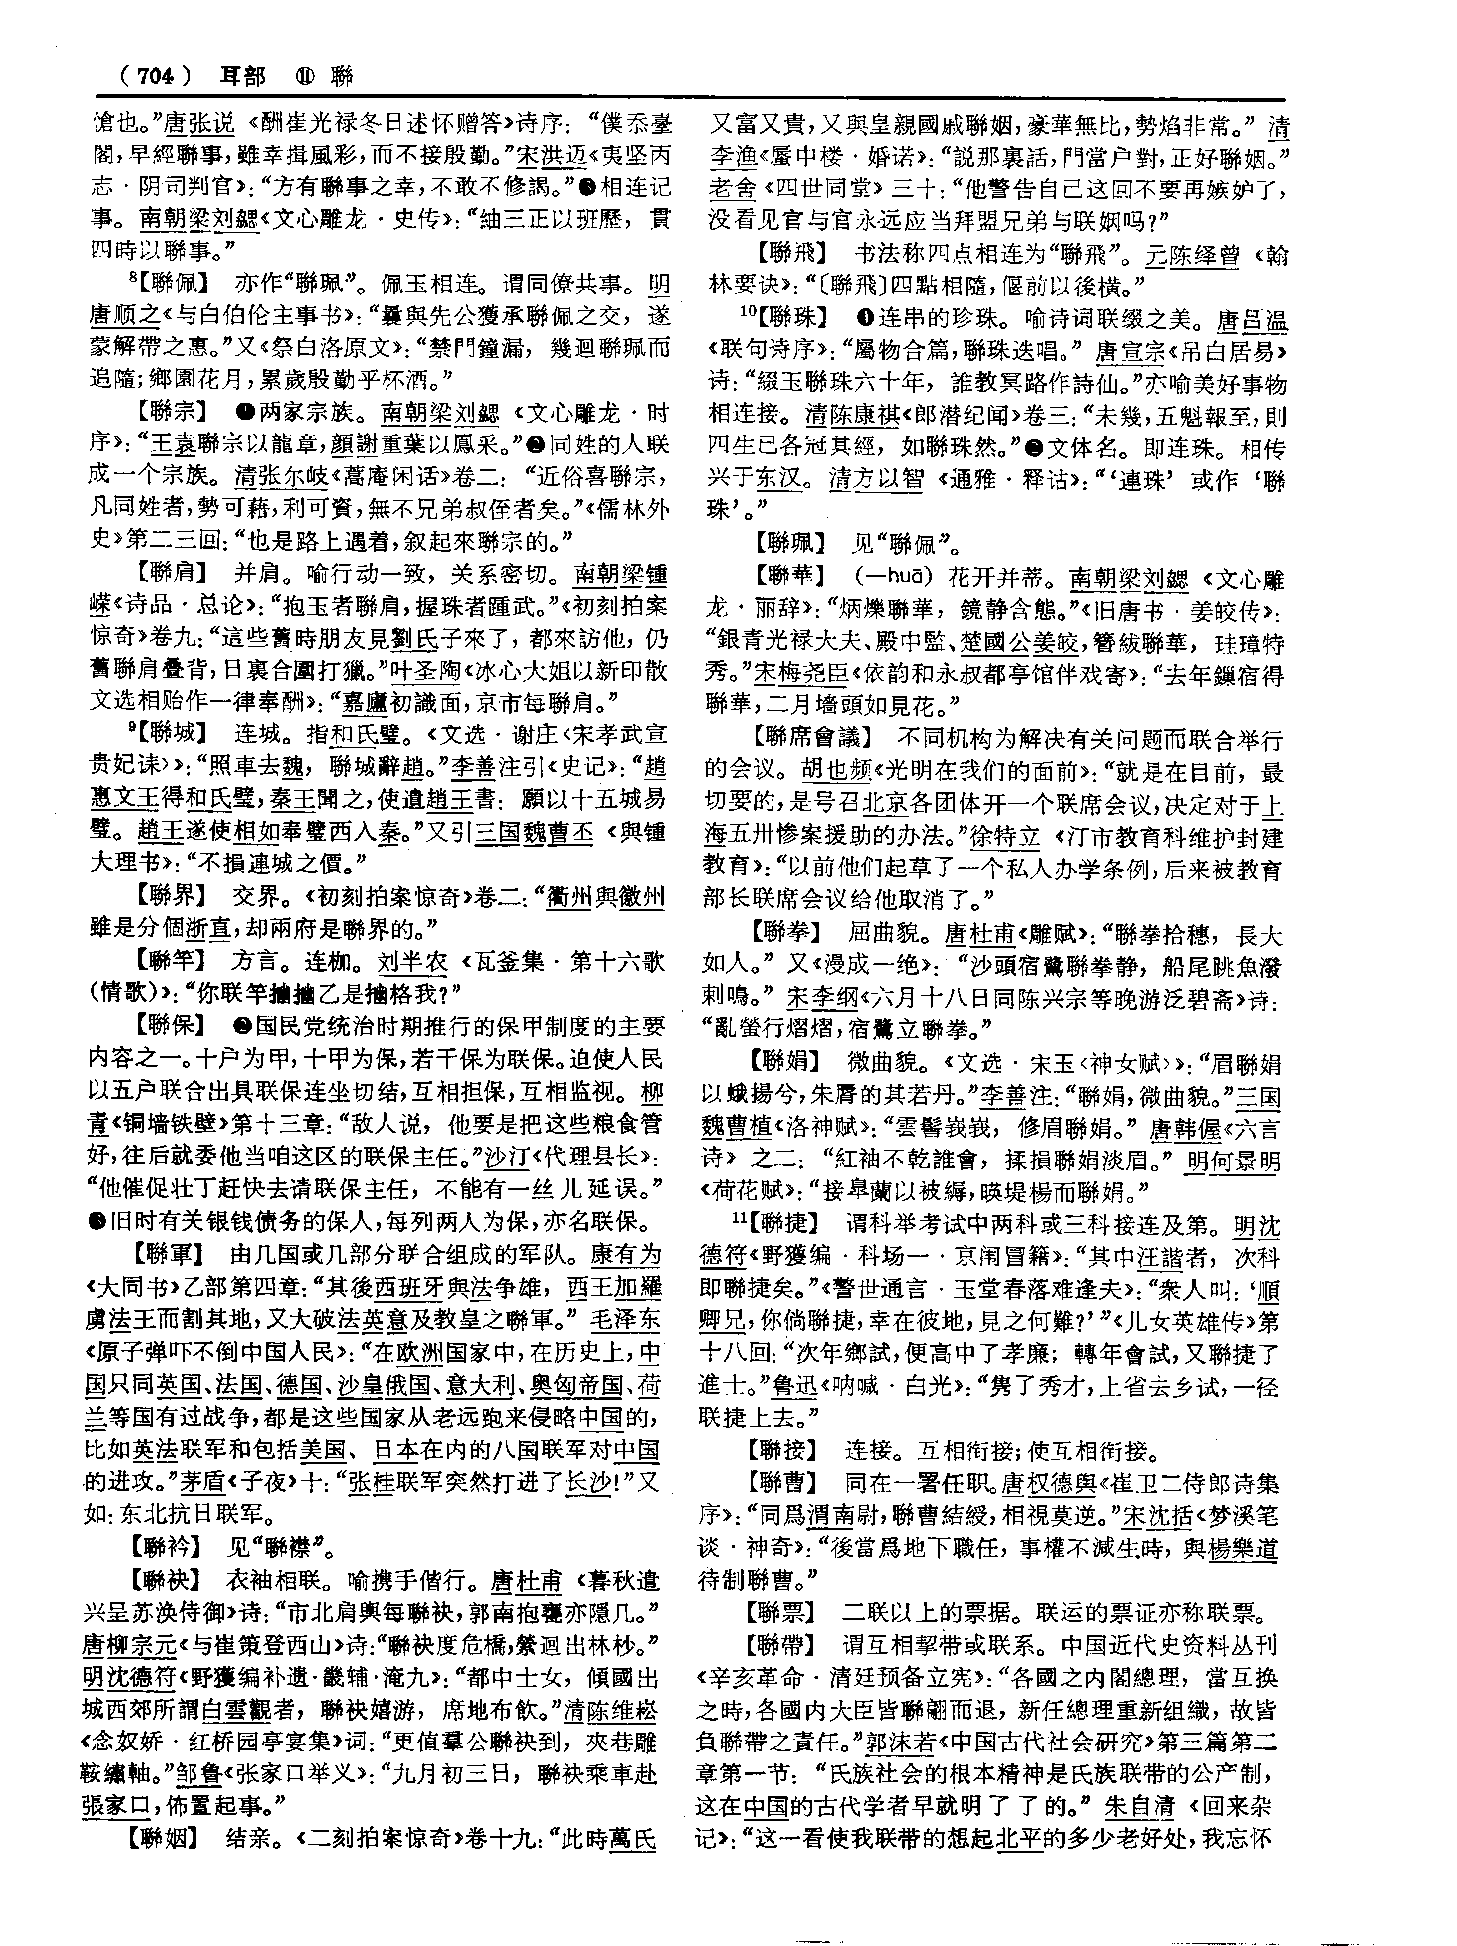 （704） 耳部 ⑪ 聯
傖也。”唐张说《酬崔光禄冬日述怀赠答》诗序：“僕忝臺
閣，早經聯事，雖幸揖風彩，而不接殷勤。”宋洪迈《夷坚丙
志·阴司判官》：“方有聯事之幸，不敢不修謁。”❸相连记
事。南朝梁刘勰《文心雕龙·史传》：“紬三正以班歷，貫
四時以聯事。”
⁸【聯佩】 亦作“聯珮”。佩玉相连。谓同僚共事。明
唐顺之《与白伯伦主事书》：“曩與先公獲承聯佩之交，遂
蒙解帶之惠。”又《祭白洛原文》：“禁門鐘漏，幾迴聯珮而
追隨；鄉園花月，累歲殷勤乎杯酒。”
【聯宗】 ❶两家宗族。南朝梁刘勰《文心雕龙·时
序》：“王袁聯宗以龍章，顔謝重葉以鳳采。”❷同姓的人联
成一个宗族。清张尔岐《蒿庵闲话》卷二：“近俗喜聯宗，
凡同姓者，勢可藉，利可資，無不兄弟叔侄者矣。”《儒林外
史》第二三回：“也是路上遇着，叙起來聯宗的。”
【聯肩】 并肩。喻行动一致，关系密切。南朝梁锺
嵘《诗品·总论》：“抱玉者聯肩，握珠者踵武。”《初刻拍案
惊奇》卷九：“這些舊時朋友見劉氏子來了，都來訪他，仍
舊聯肩叠背，日裏合圍打獵。”叶圣陶《冰心大姐以新印散
文选相贻作一律奉酬》：“嘉廬初識面，京市每聯肩。”
⁹【聯城】 连城。指和氏璧。《文选·谢庄〈宋孝武宣
贵妃诔〉》：“照車去魏，聯城辭趙。”李善注引《史记》：“趙
惠文王得和氏璧，秦王聞之，使遺趙王書：願以十五城易
璧。趙王遂使相如奉璧西入秦。”又引三国魏曹丕《與锺
大理书》：“不損連城之價。”
【聯界】 交界。《初刻拍案惊奇》卷二：“衢州與徽州
雖是分個浙直，却兩府是聯界的。”
【聯竿】 方言。连枷。刘半农《瓦釜集·第十六歌
（情歌）》：“你联竿搐搐乙是搐格我？”
【聯保】 ❶国民党统治时期推行的保甲制度的主要
内容之一。十户为甲，十甲为保，若干保为联保。迫使人民
以五户联合出具联保连坐切结，互相担保，互相监视。柳
青《铜墙铁壁》第十三章：“敌人说，他要是把这些粮食管
好，往后就委他当咱这区的联保主任。”沙汀《代理县长》：
“他催促壮丁赶快去请联保主任，不能有一丝儿延误。”
❷旧时有关银钱债务的保人，每列两人为保，亦名联保。
【聯軍】 由几国或几部分联合组成的军队。康有为
《大同书》乙部第四章：“其後西班牙與法争雄，西王加羅
虜法王而割其地，又大破法英意及教皇之聯軍。”毛泽东
《原子弹吓不倒中国人民》：“在欧洲国家中，在历史上，中
国只同英国、法国、德国、沙皇俄国、意大利、奥匈帝国、荷
兰等国有过战争，都是这些国家从老远跑来侵略中国的，
比如英法联军和包括美国、日本在内的八国联军对中国
的进攻。”茅盾《子夜》十：“张桂联军突然打进了长沙！”又
如：东北抗日联军。
【聯衿】 见“聯襟”。
【聯袂】 衣袖相联。喻携手偕行。唐杜甫《暮秋遣
兴呈苏涣侍御》诗：“市北肩輿每聯袂，郭南抱甕亦隱几。”
唐柳宗元《与崔策登西山》诗：“聯袂度危橋，縈迴出林杪。”
明沈德符《野獲编补遗·畿辅·淹九》：“都中士女，傾國出
城西郊所謂白雲觀者，聯袂嬉游，席地布飲。”清陈维崧
《念奴娇·红桥园亭宴集》词：“更值羣公聯袂到，夾巷雕
鞍繡軸。”邹鲁《张家口举义》：“九月初三日，聯袂乘車赴
張家口，佈置起事。”
【聯姻】 结亲。《二刻拍案惊奇》卷十九：“此時萬氏
又富又貴，又與皇親國戚聯姻，豪華無比，勢焰非常。”清
李渔《蜃中楼·婚诺》：“説那裏話，門當户對，正好聯姻。”
老舍《四世同堂》三十：“他警告自己这回不要再嫉妒了，
没看见官与官永远应当拜盟兄弟与联姻吗？”
【聯飛】 书法称四点相连为“聯飛”。元陈绎曾《翰
林要诀》：“〔聯飛〕四點相隨，偃前以後横。”
¹⁰【聯珠】 ❶连串的珍珠。喻诗词联缀之美。唐吕温
《联句诗序》：“屬物合篇，聯珠迭唱。”唐宣宗《吊白居易》
诗：“綴玉聯珠六十年，誰教冥路作詩仙。”亦喻美好事物
相连接。清陈康祺《郎潜纪闻》卷三：“未幾，五魁報至，則
四生已各冠其經，如聯珠然。”❷文体名。即连珠。相传
兴于东汉。清方以智《通雅·释诂》：“‘連珠’或作‘聯
珠’。”
【聯珮】 见“聯佩”。
【聯華】 （—huā）花开并蒂。南朝梁刘勰《文心雕
龙·丽辞》：“炳爍聯華，鏡静含態。”《旧唐书·姜皎传》：
“銀青光禄大夫、殿中監、楚國公姜皎，簪紱聯華，珪璋特
秀。”宋梅尧臣《依韵和永叔都亭馆伴戏寄》：“去年鏁宿得
聯華，二月墻頭如見花。”
【聯席會議】 不同机构为解决有关问题而联合举行
的会议。胡也频《光明在我们的面前》：“就是在目前，最
切要的，是号召北京各团体开一个联席会议，决定对于上
海五卅惨案援助的办法。”徐特立《汀市教育科维护封建
教育》：“以前他们起草了一个私人办学条例，后来被教育
部长联席会议给他取消了。”
【聯拳】 屈曲貌。唐杜甫《雕赋》：“聯拳拾穗，長大
如人。”又《漫成一绝》：“沙頭宿鷺聯拳静，船尾跳魚潑
刺鳴。”宋李纲《六月十八日同陈兴宗等晚游泛碧斋》诗：
“亂螢行熠熠，宿鷺立聯拳。”
【聯娟】 微曲貌。《文选·宋玉〈神女赋〉》：“眉聯娟
以蛾揚兮，朱脣的其若丹。”李善注：“聯娟，微曲貌。”三国
魏曹植《洛神赋》：“雲髻峩峩，修眉聯娟。”唐韩偓《六言
诗》之二：“紅袖不乾誰會，揉損聯娟淡眉。”明何景明
《荷花赋》：“接皋蘭以被縟，暎堤楊而聯娟。”
¹¹【聯捷】 谓科举考试中两科或三科接连及第。明沈
德符《野獲编·科场一·京闱冒籍》：“其中汪諧者，次科
即聯捷矣。”《警世通言·玉堂春落难逢夫》：“衆人叫：‘順
卿兄，你倘聯捷，幸在彼地，見之何難？’”《儿女英雄传》第
十八回：“次年鄉試，便高中了孝廉；轉年會試，又聯捷了
進士。”鲁迅《呐喊·白光》：“隽了秀才，上省去乡试，一径
联捷上去。”
【聯接】 连接。互相衔接；使互相衔接。
【聯曹】 同在一署任职。唐权德舆《崔卫二侍郎诗集
序》：“同爲渭南尉，聯曹結綬，相視莫逆。”宋沈括《梦溪笔
谈·神奇》：“後當爲地下職任，事權不減生時，與楊樂道
待制聯曹。”
【聯票】 二联以上的票据。联运的票证亦称联票。
【聯帶】 谓互相挈带或联系。中国近代史资料丛刊
《辛亥革命·清廷预备立宪》：“各國之内閣總理，當互换
之時，各國内大臣皆聯翩而退，新任總理重新組織，故皆
負聯帶之責任。”郭沫若《中国古代社会研究》第三篇第二
章第一节：“氏族社会的根本精神是氏族联带的公产制，
这在中国的古代学者早就明了了的。”朱自清《回来杂
记》：“这一看使我联带的想起北平的多少老好处，我忘怀